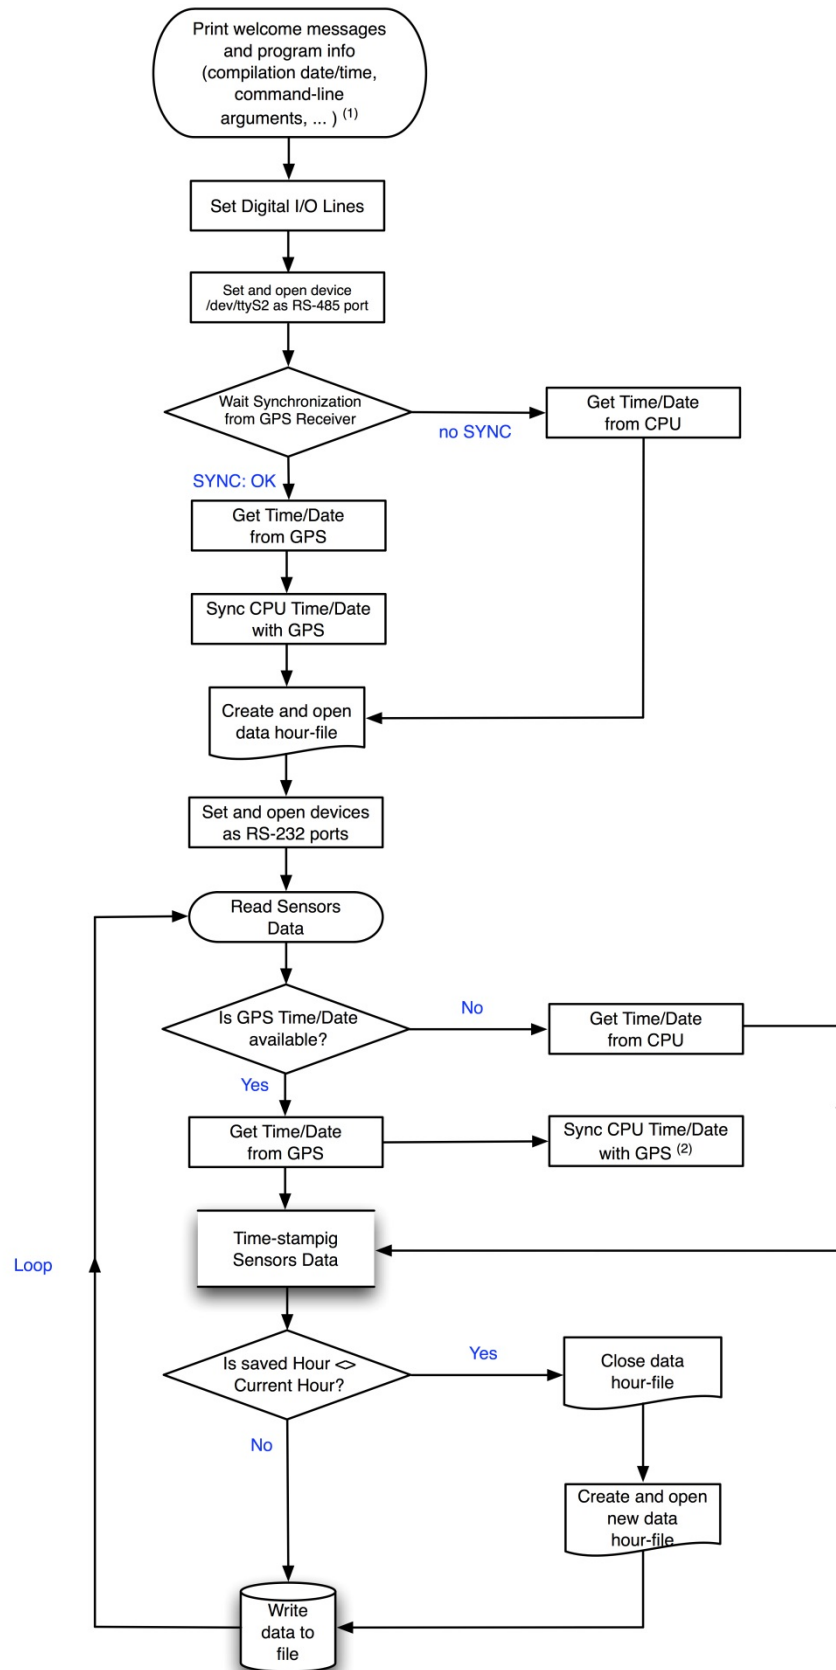 Print welcome messages
and program info
(compilation date/time,
command-line
arguments, ... ) (1)
Set Digital I/O Lines
Set and open device
/dev/ttyS2 as RS-485 port
Wait Synchronization
from GPS Receiver
no SYNC
Get Time/Date
from CPU
SYNC: OK
Get Time/Date
from GPS
Sync CPU Time/Date
with GPS
Create and open
data hour-file
Set and open devices
as RS-232 ports
Read Sensors
Data
Is GPS Time/Date
available?
No
Get Time/Date
from CPU
Yes
Get Time/Date
from GPS
Sync CPU Time/Date
with GPS (2)
Time-stampig
Sensors Data
Loop
Is saved Hour <>
Current Hour?
Yes
Close data
hour-file
No
Create and open
new data
hour-file
Write
data to
file